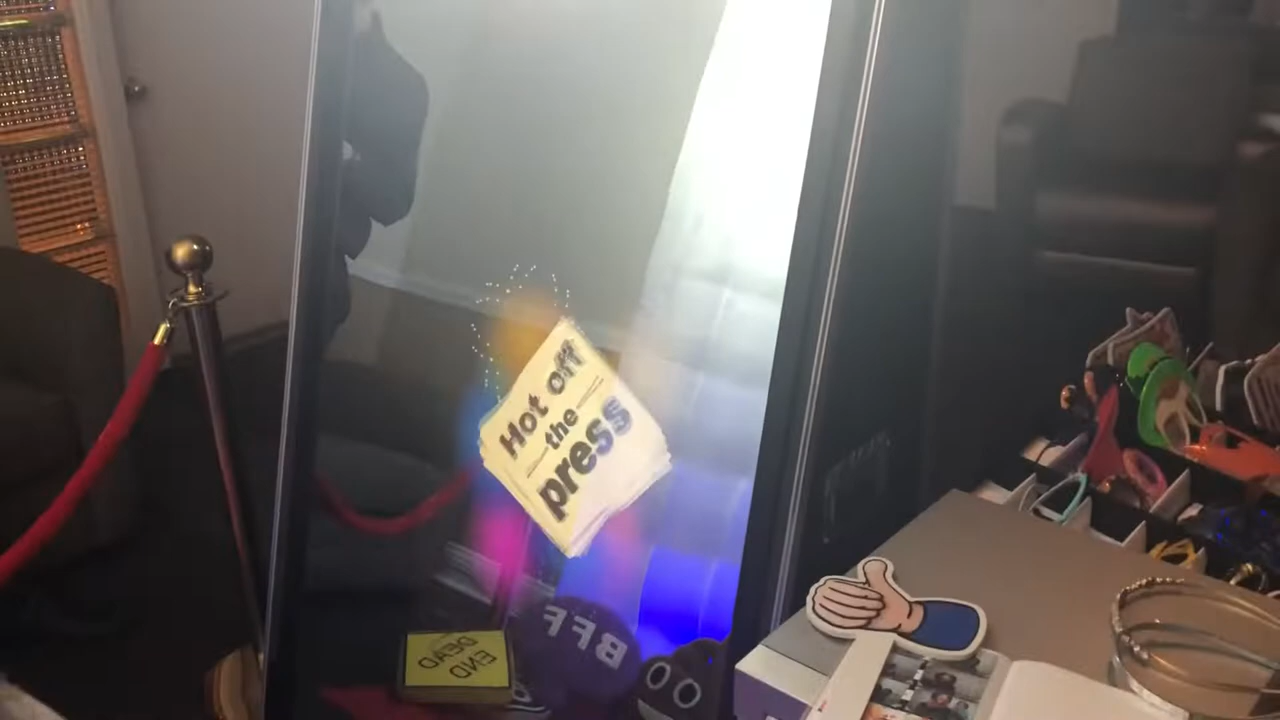 Hot off
the
press
BFF
DEAD
END